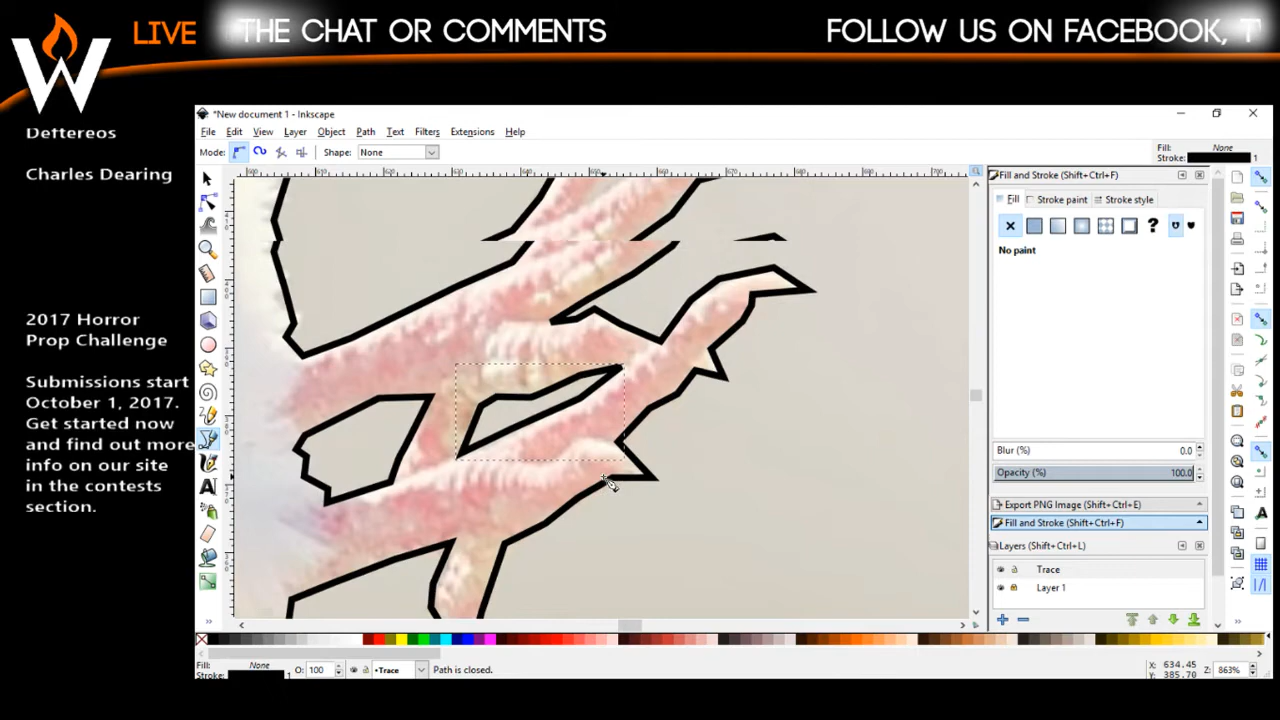 W LIVE THE CHAT OR COMMENTS FOLLOW US ON FACEBOOK, T
Dettereos
Charles Dearing
2017 Horror
Prop Challenge
Submissions start
October 1, 2017.
Get started now
and find out more
info on our site
in the contests
section.
*New document 1 - Inkscape
File Edit View Layer Object Path Text Filters Extensions Help
Mode: Shape: None
Fill: None
Stroke: 1
Fill and Stroke (Shift+Ctrl+F)
Fill Stroke paint Stroke style
No paint
Blur (%) 0.0
Opacity (%) 100.0
Export PNG Image (Shift+Ctrl+E)
Fill and Stroke (Shift+Ctrl+F)
Layers (Shift+Ctrl+L)
Trace
Layer 1
Fill: None
Stroke: 1
O: 100 •Trace Path is closed.
X: 634.45
Y: 385.70
Z: 863%